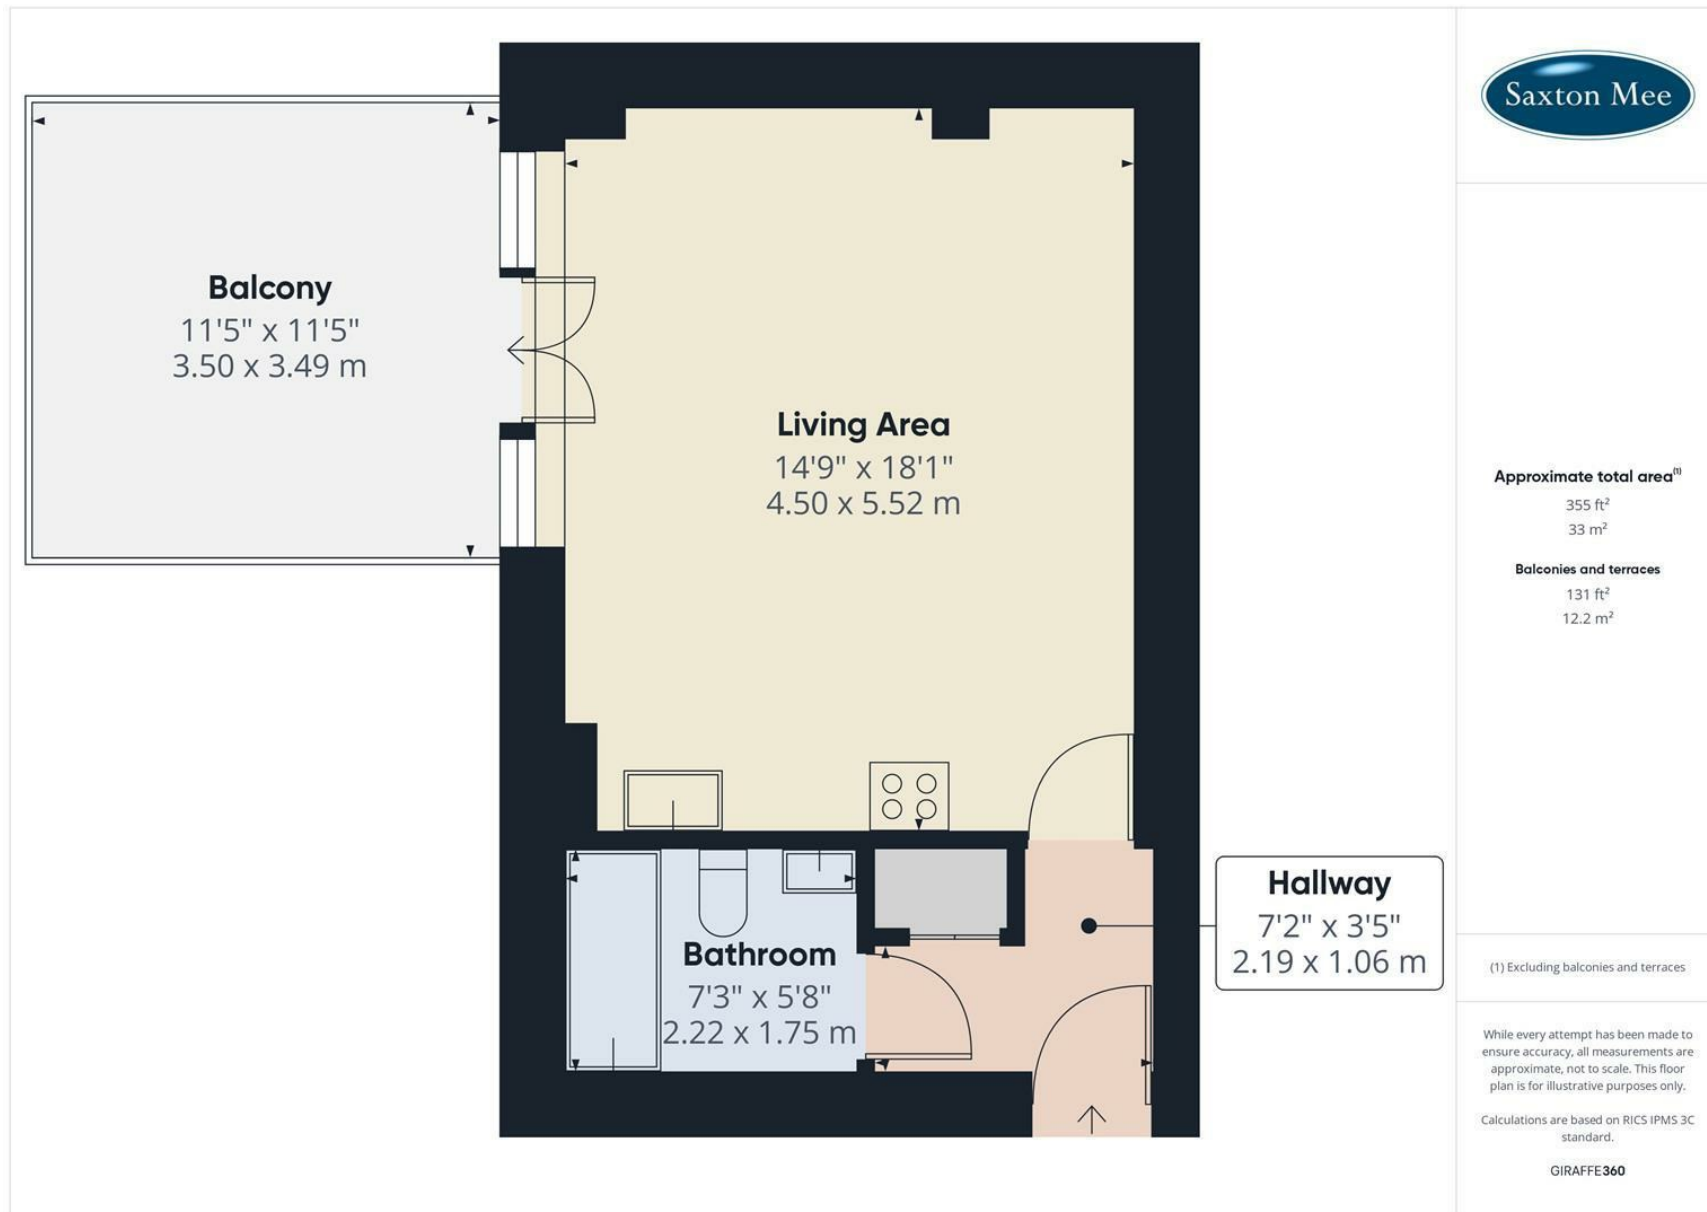 Balcony
11'5" x 11'5"
3.50 x 3.49 m
Living Area
14'9" x 18'1"
4.50 x 5.52 m
Bathroom
7'3" x 5'8"
2.22 x 1.75 m
Hallway
7'2" x 3'5"
2.19 x 1.06 m
Saxton Mee
Approximate total area(1)
355 ft²
33 m²
Balconies and terraces
131 ft²
12.2 m²
(1) Excluding balconies and terraces
While every attempt has been made to
ensure accuracy, all measurements are
approximate, not to scale. This floor
plan is for illustrative purposes only.
Calculations are based on RICS IPMS 3C
standard.
GIRAFFE360